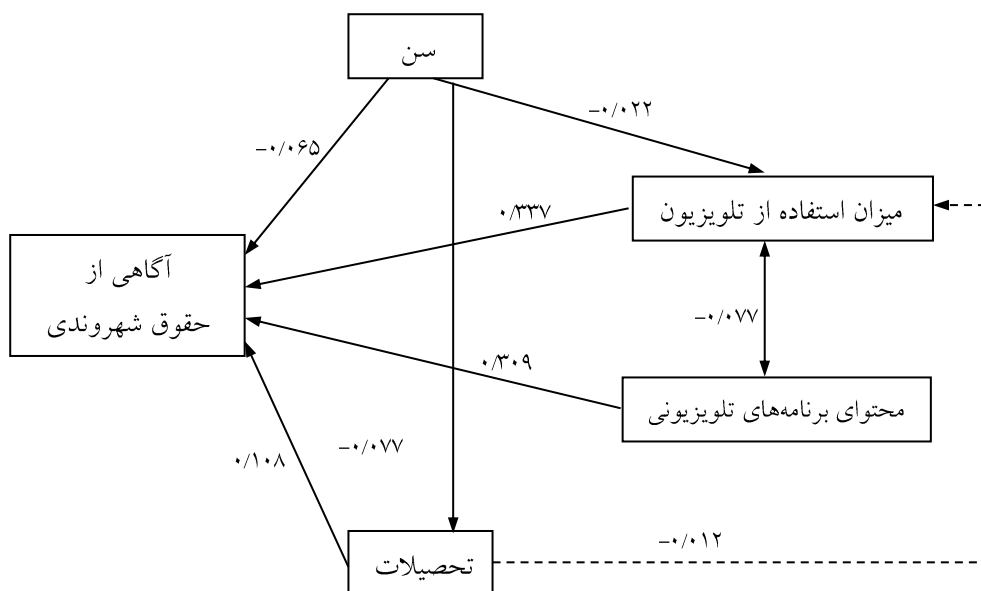 سن
–۰/۰۲۲
–۰/۰۶۵
میزان استفاده از تلویزیون
۰/۳۳۷
آگاهی از
حقوق شهروندی
–۰/۰۷۷
۰/۳۰۹
محتوای برنامه‌های تلویزیونی
–۰/۰۷۷
۰/۱۰۸
–۰/۰۱۲
تحصیلات